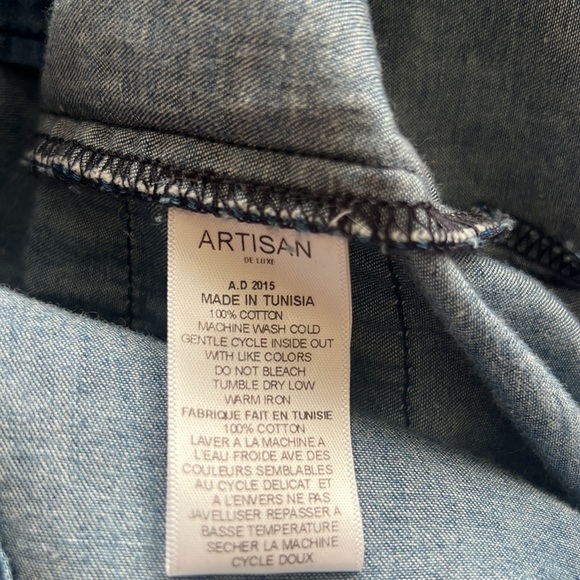 ARTISAN
DE LUXE
A.D 2015
MADE IN TUNISIA
100% COTTON
MACHINE WASH COLD
GENTLE CYCLE INSIDE OUT
WITH LIKE COLORS
DO NOT BLEACH
TUMBLE DRY LOW
WARM IRON
FABRIQUE FAIT EN TUNISIE
100% COTTON
LAVER A LA MACHINE A
L'EAU FROIDE AVE DES
COULEURS SEMBLABLES
AU CYCLE DELICAT ET
A L'ENVERS NE PAS
JAVELLISER REPASSER A
BASSE TEMPERATURE
SECHER LA MACHINE
CYCLE DOUX